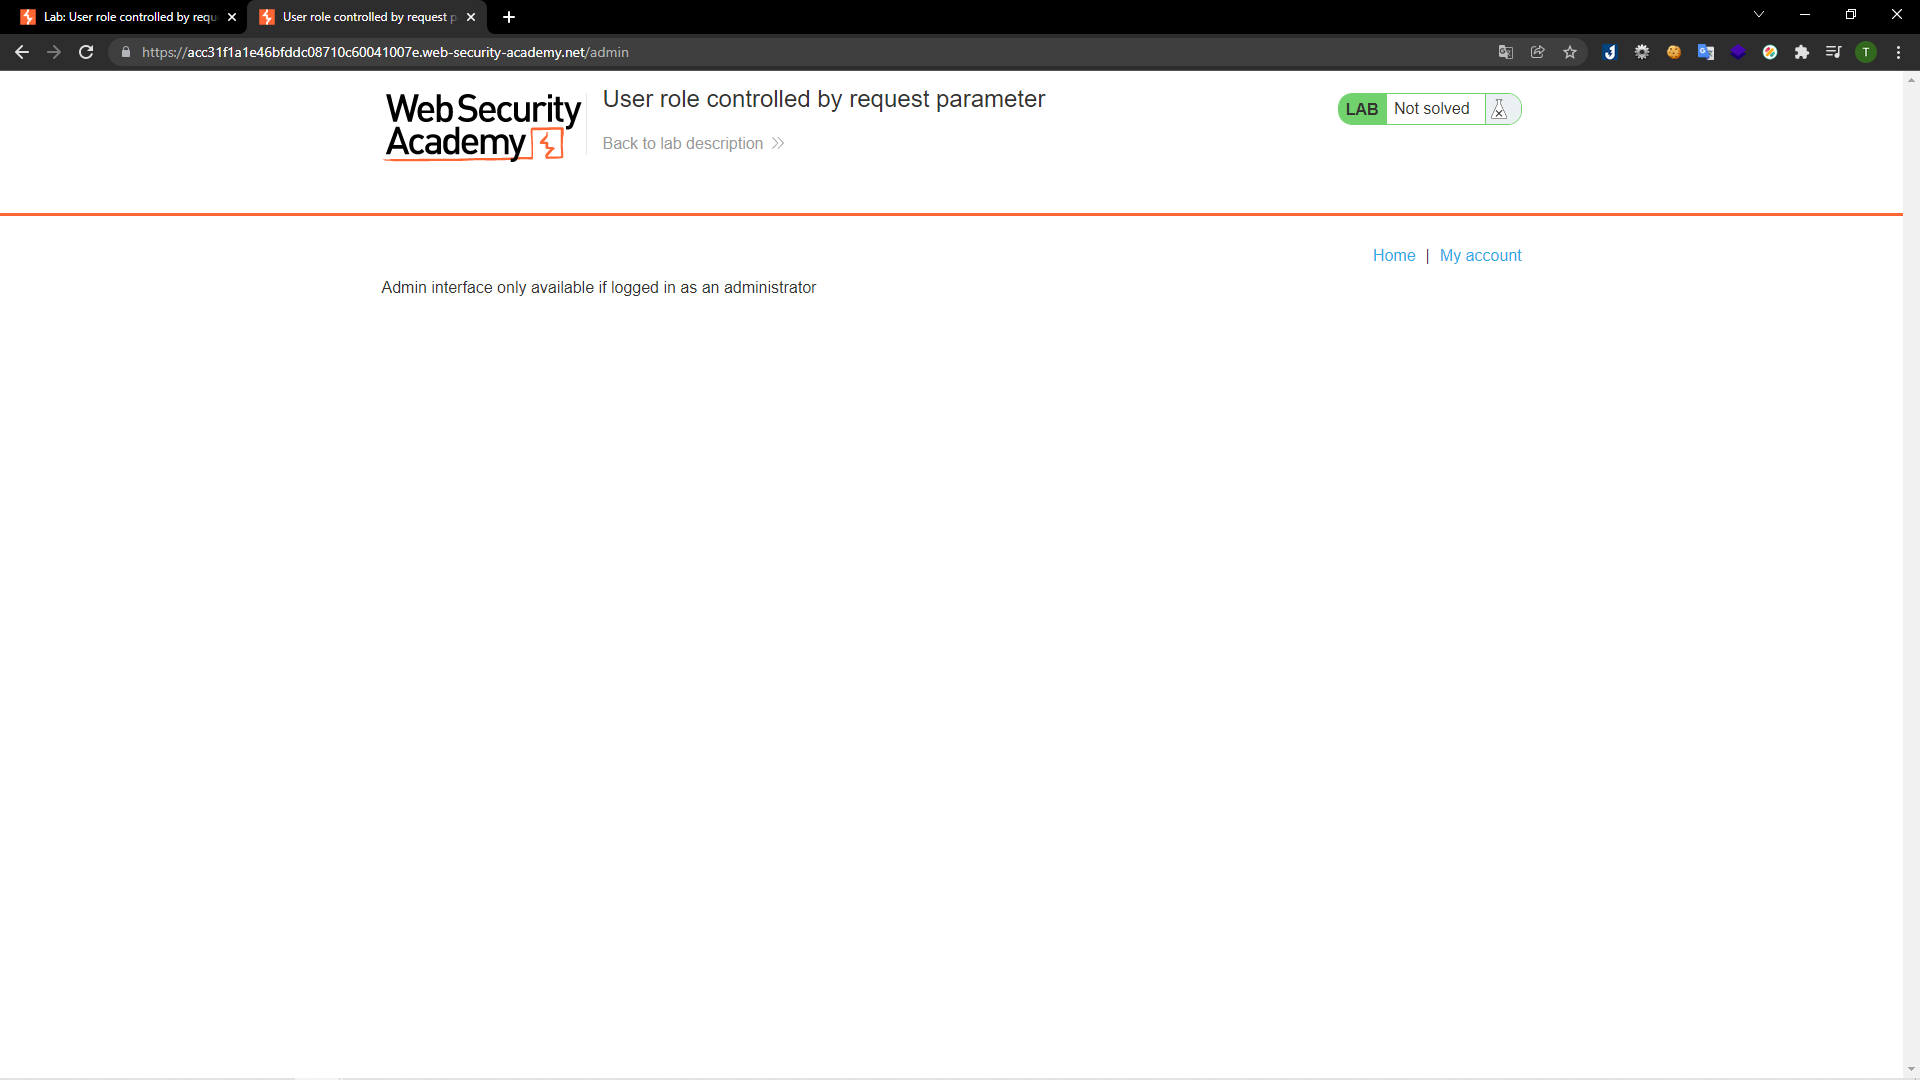 Lab: User role controlled by requ
User role controlled by request p
https://acc31f1a1e46bfddc08710c60041007e.web-security-academy.net/admin
T
Web Security
Academy
User role controlled by request parameter
Back to lab description
LAB
Not solved
Home | My account
Admin interface only available if logged in as an administrator